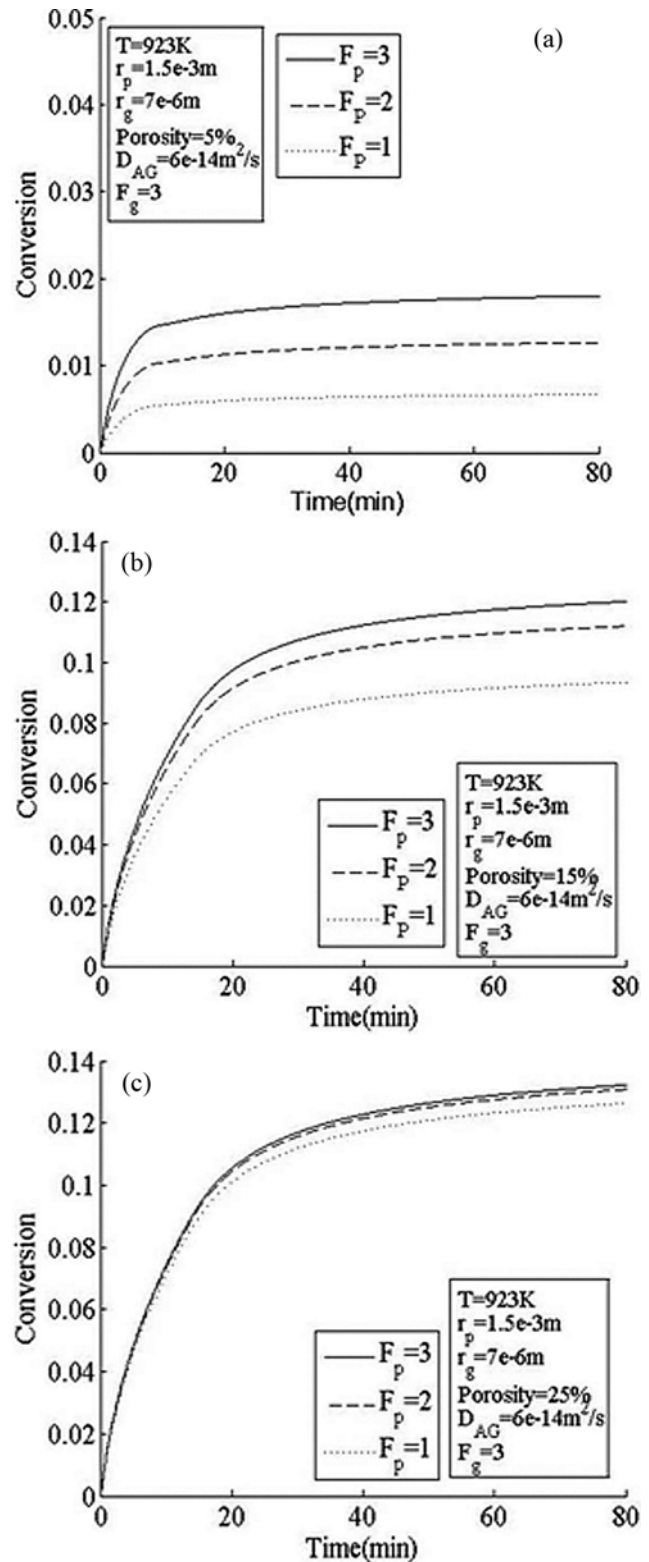 0.05
0.04
0.03
0.02
0.01
0
Conversion
T=923K
r_p=1.5e-3m
r_g=7e-6m
Porosity=5%
D_AG=6e-14m²/s
F_g=3
F_p=3
F_p=2
F_p=1
(a)
0 20 40 60 80
Time(min)
0.14
0.12
0.1
0.08
0.06
0.04
0.02
0
Conversion
(b)
F_p=3
F_p=2
F_p=1
T=923K
r_p=1.5e-3m
r_g=7e-6m
Porosity=15%
D_AG=6e-14m²/s
F_g=3
0 20 40 60 80
Time(min)
0.14
0.12
0.1
0.08
0.06
0.04
0.02
0
Conversion
(c)
F_p=3
F_p=2
F_p=1
T=923K
r_p=1.5e-3m
r_g=7e-6m
Porosity=25%
D_AG=6e-14m²/s
F_g=3
0 20 40 60 80
Time(min)